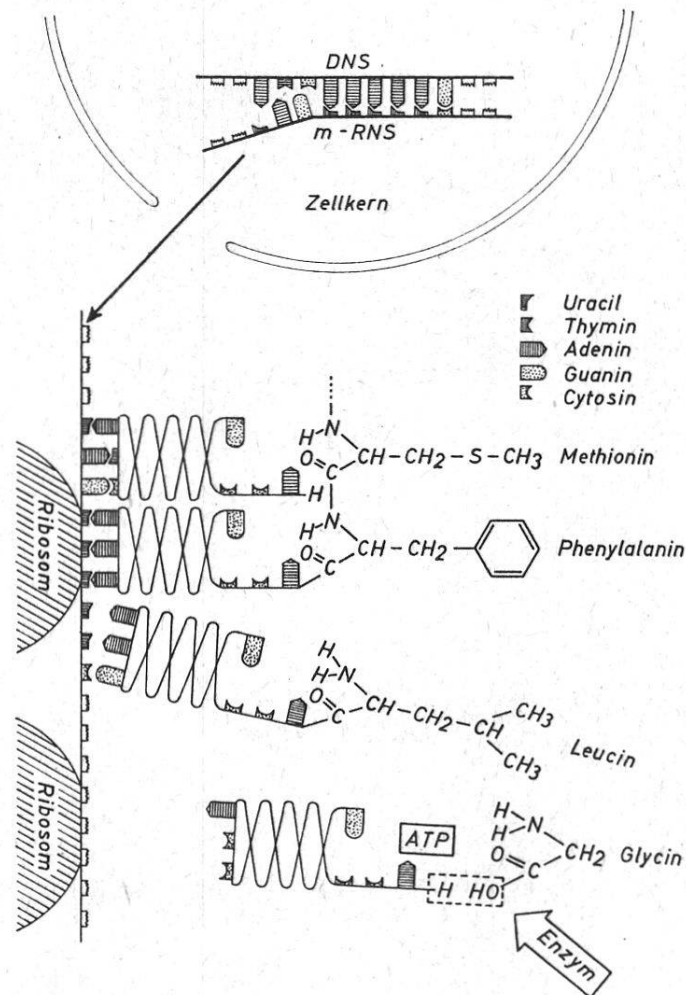 DNS
m-RNS
Zellkern
Uracil
Thymin
Adenin
Guanin
Cytosin
Ribosom
N
H
O
C
CH—CH2—S—CH3 Methionin
H
N
H
O
C
CH—CH2 Phenylalanin
H
H
N
O
C
CH
CH2
CH
CH3
CH3
Leucin
Ribosom
ATP
H
H
N
O
C
CH2 Glycin
H HO
Enzym